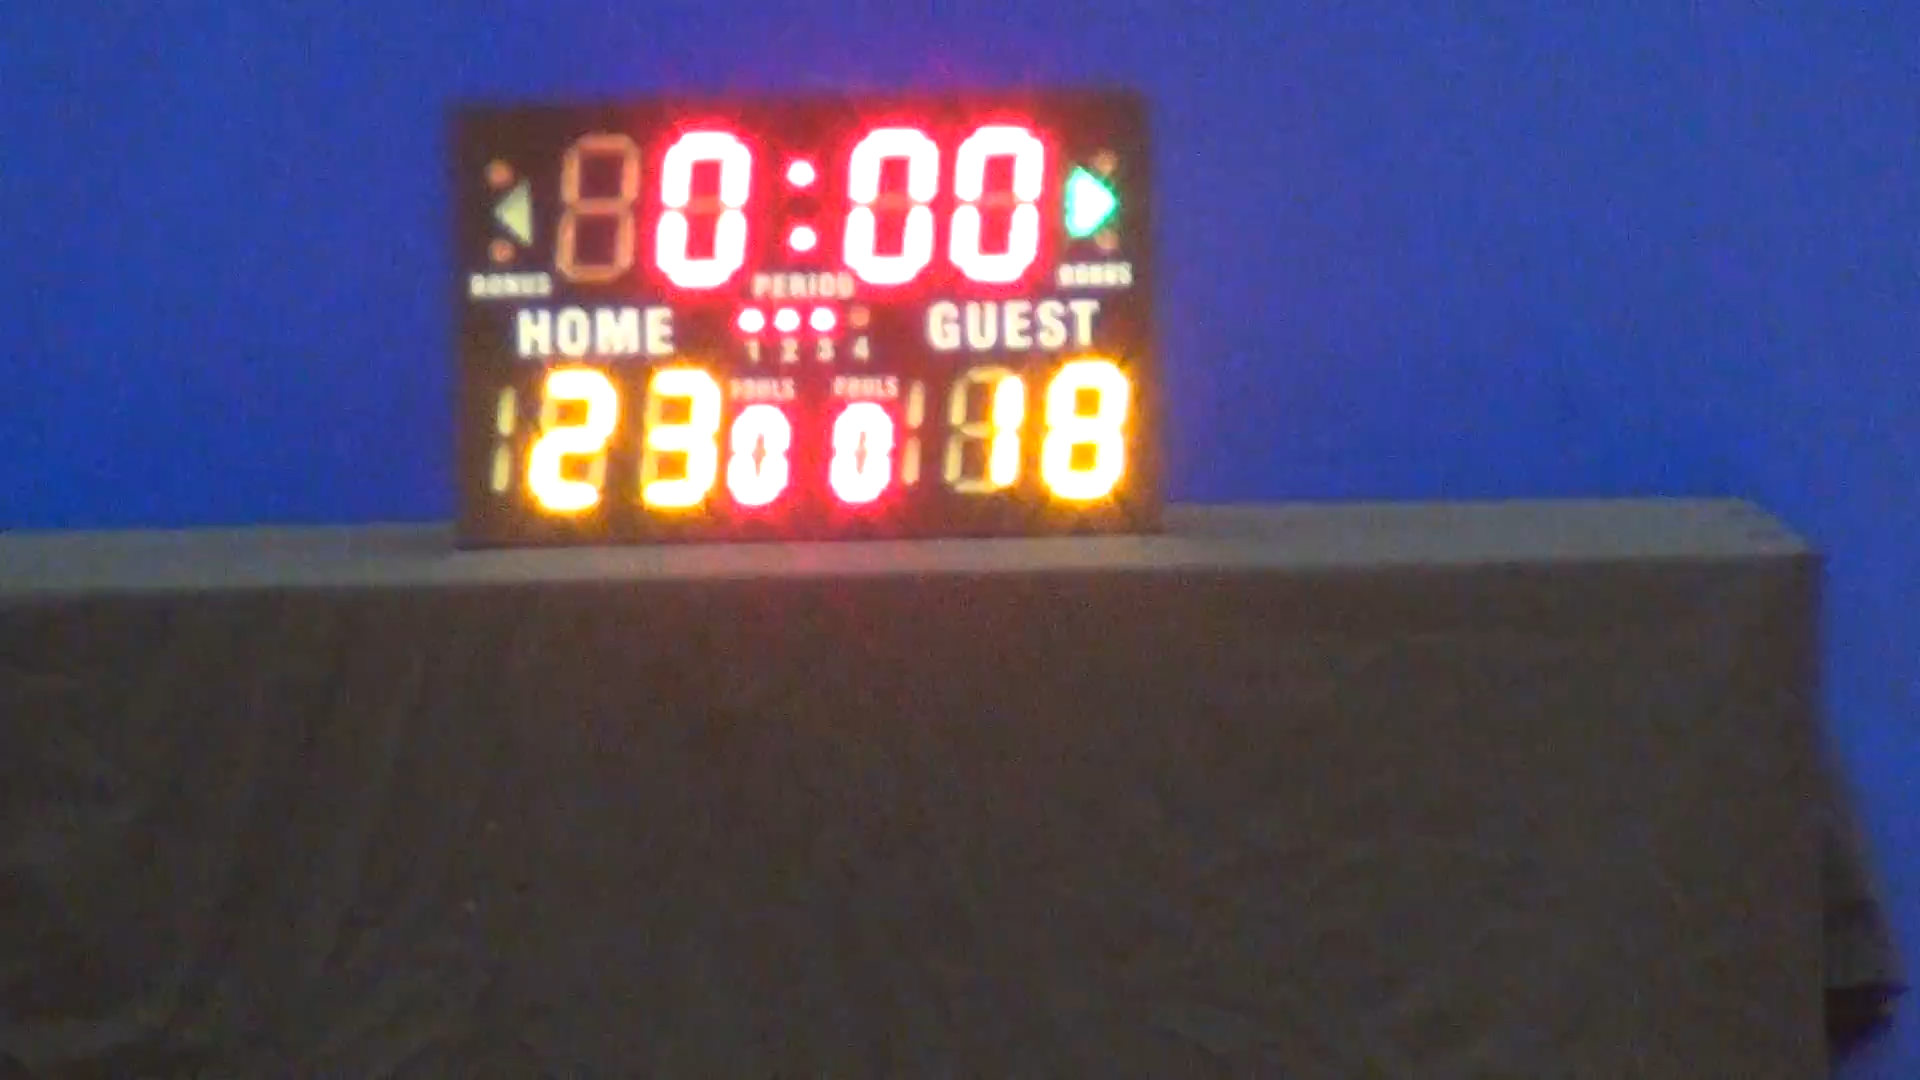 0:00
BONUS PERIOD BONUS
HOME GUEST
1 2 3 4
FOULS FOULS
23 0 0 18